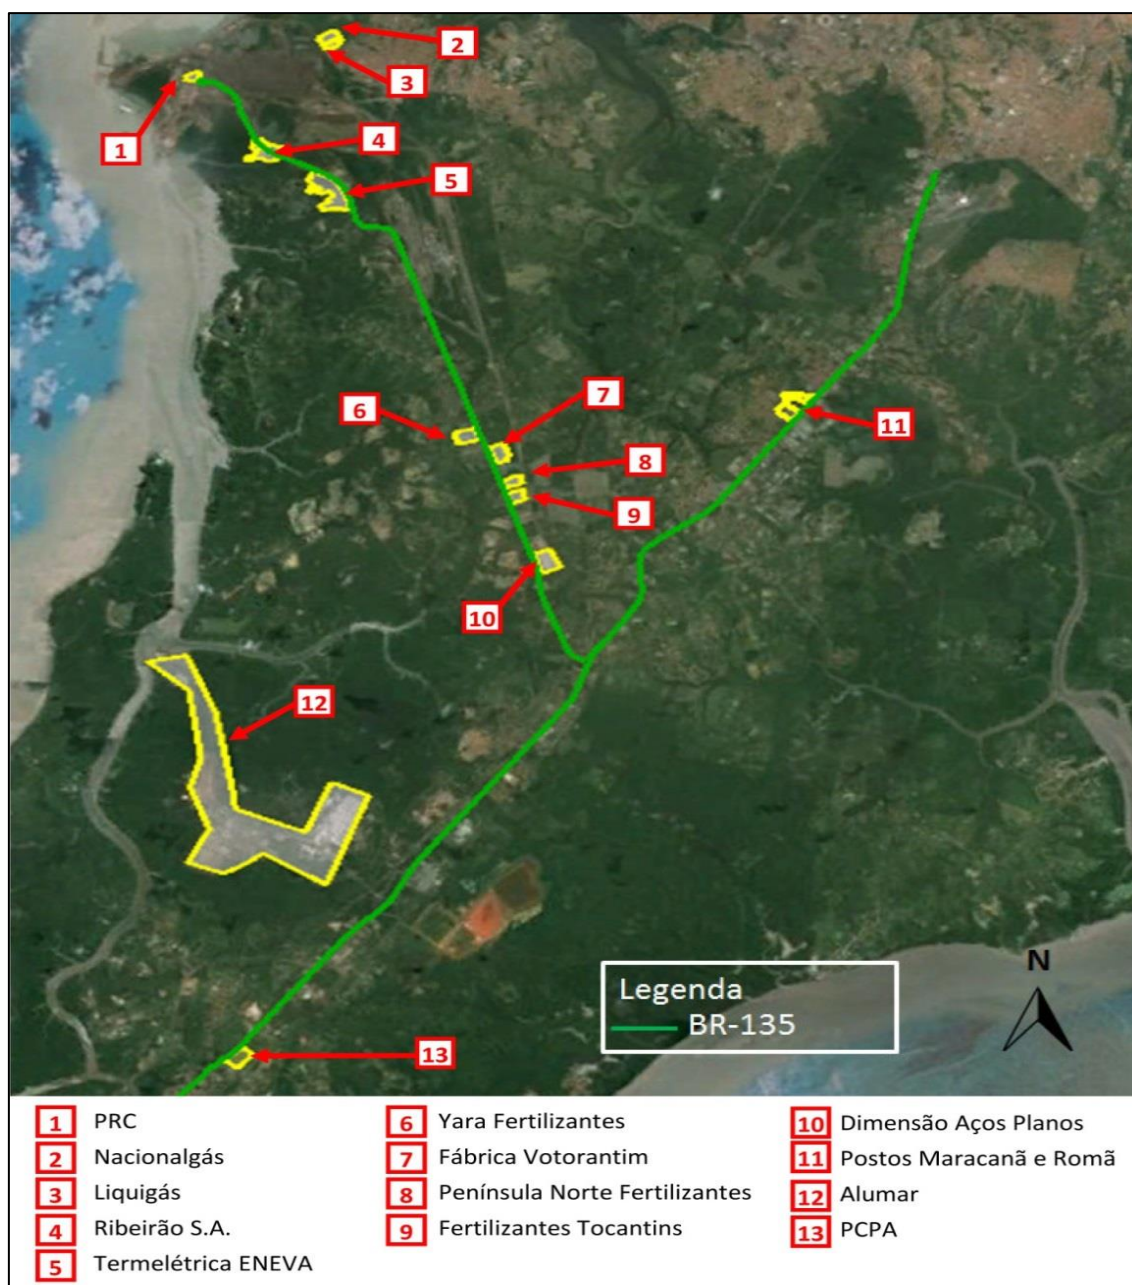 2
3
1
4
5
6
7
8
9
10
11
12
13
N
Legenda
BR-135
1 PRC
2 Nacionalgás
3 Liquigás
4 Ribeirão S.A.
5 Termelétrica ENEVA
6 Yara Fertilizantes
7 Fábrica Votorantim
8 Península Norte Fertilizantes
9 Fertilizantes Tocantins
10 Dimensão Aços Planos
11 Postos Maracanã e Romã
12 Alumar
13 PCPA